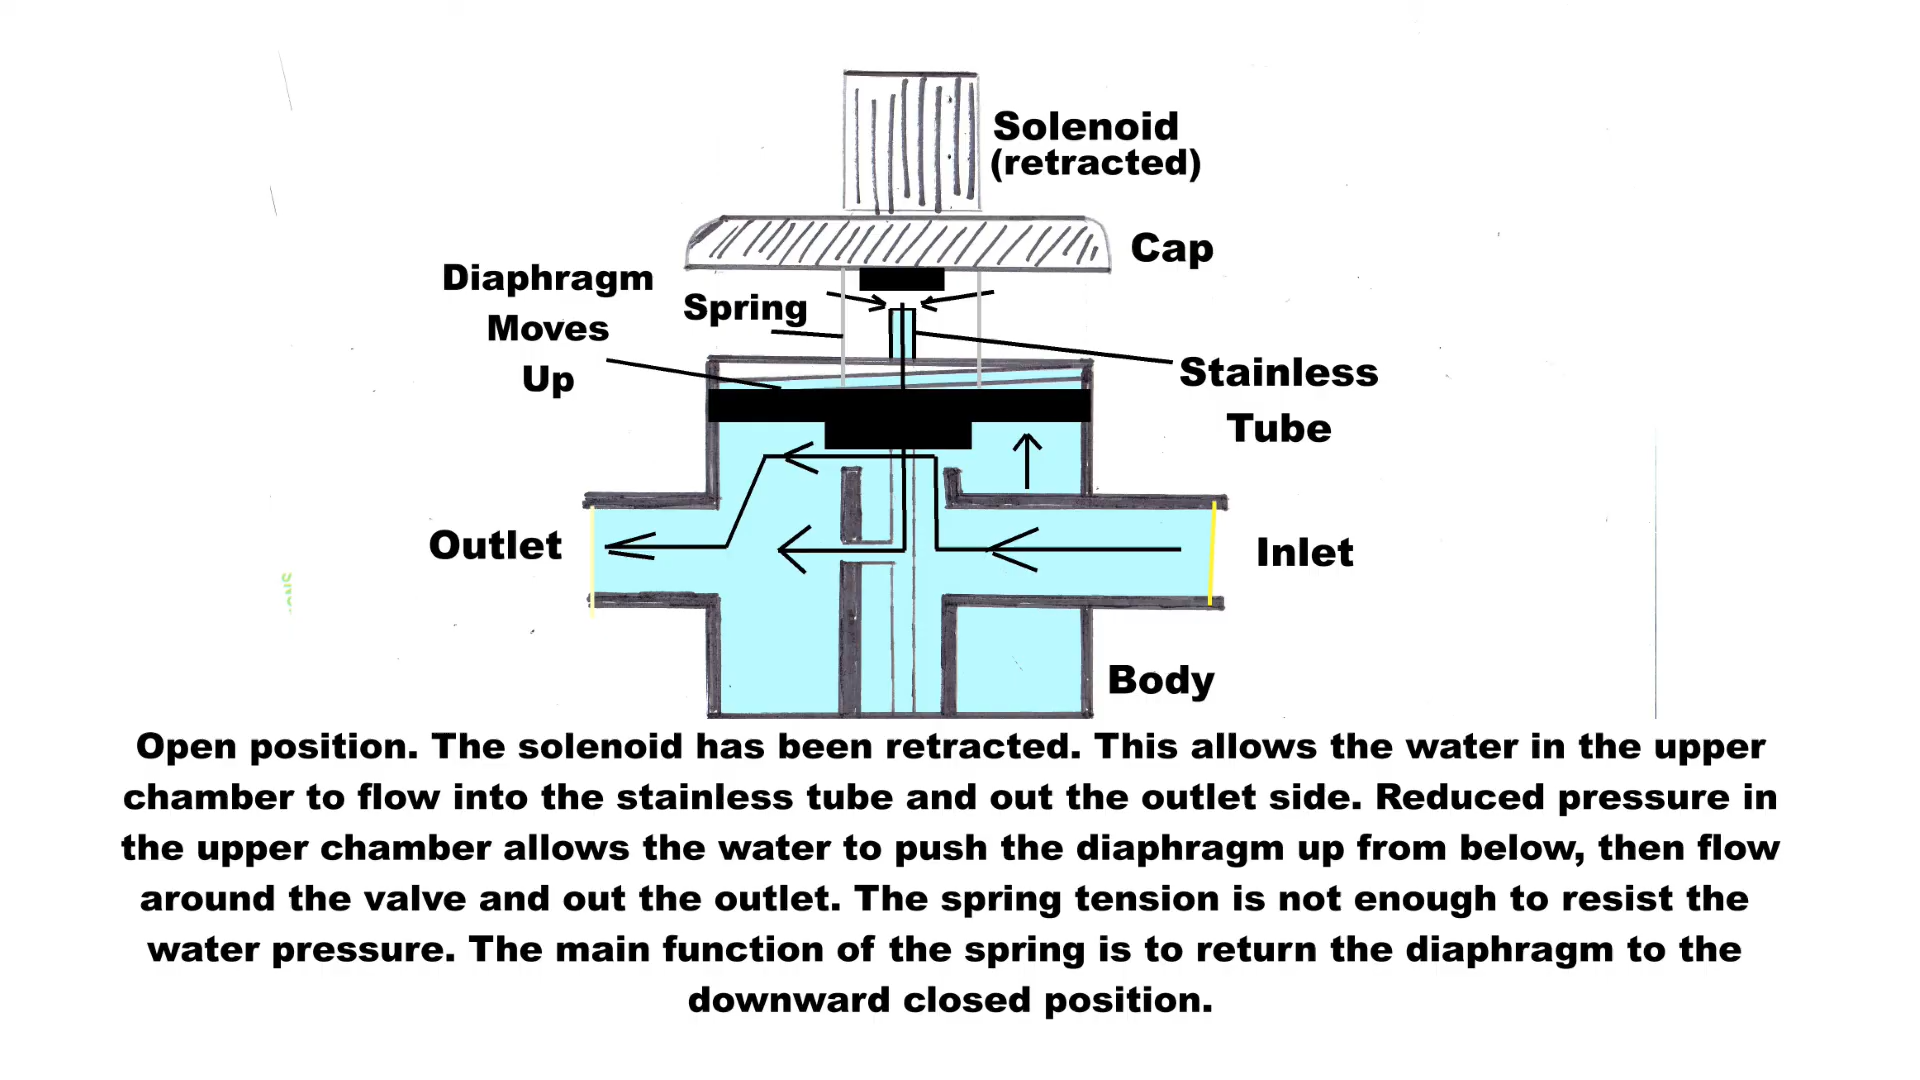 Solenoid
(retracted)
Cap
Diaphragm
Moves
Up
Spring
Stainless
Tube
Outlet
Inlet
Body
Open position. The solenoid has been retracted. This allows the water in the upper
chamber to flow into the stainless tube and out the outlet side. Reduced pressure in
the upper chamber allows the water to push the diaphragm up from below, then flow
around the valve and out the outlet. The spring tension is not enough to resist the
water pressure. The main function of the spring is to return the diaphragm to the
downward closed position.